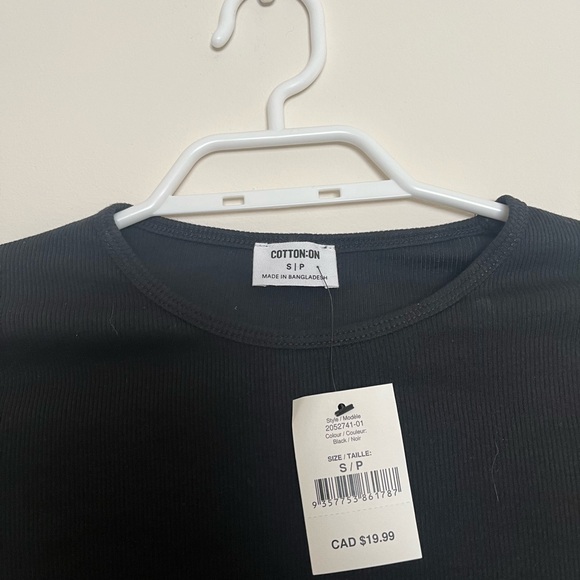 COTTON:ON
S|P
MADE IN BANGLADESH
Style / Modèle
2052741-01
Colour / Couleur:
Black / Noir
SIZE / TAILLE:
S / P
9 357753 861787
CAD $19.99